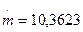 ṁ = 10.3623